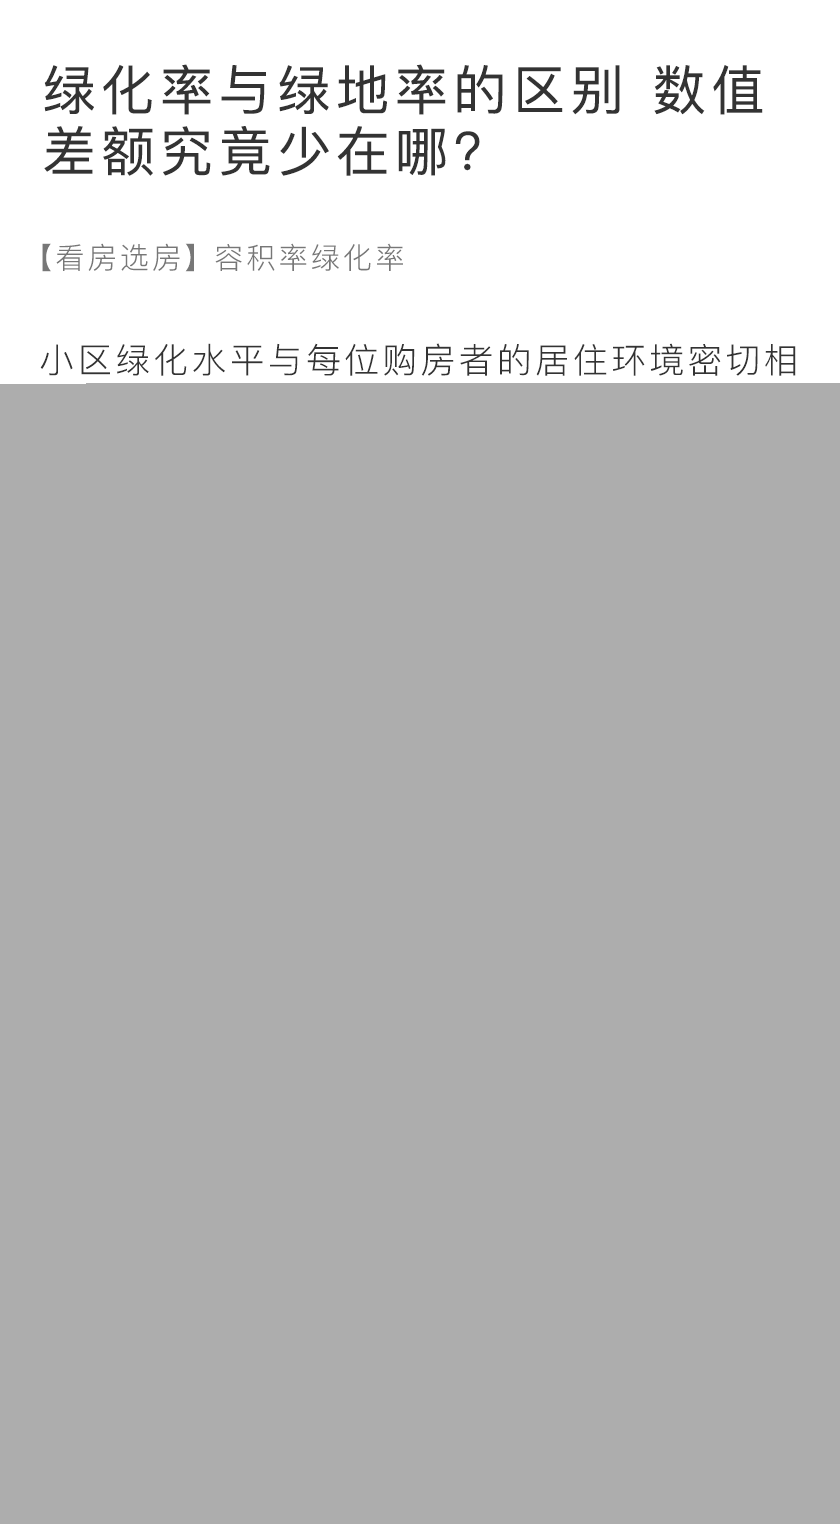 绿化率与绿地率的区别 数值
差额究竟少在哪?
【看房选房】容积率绿化率
小区绿化水平与每位购房者的居住环境密切相